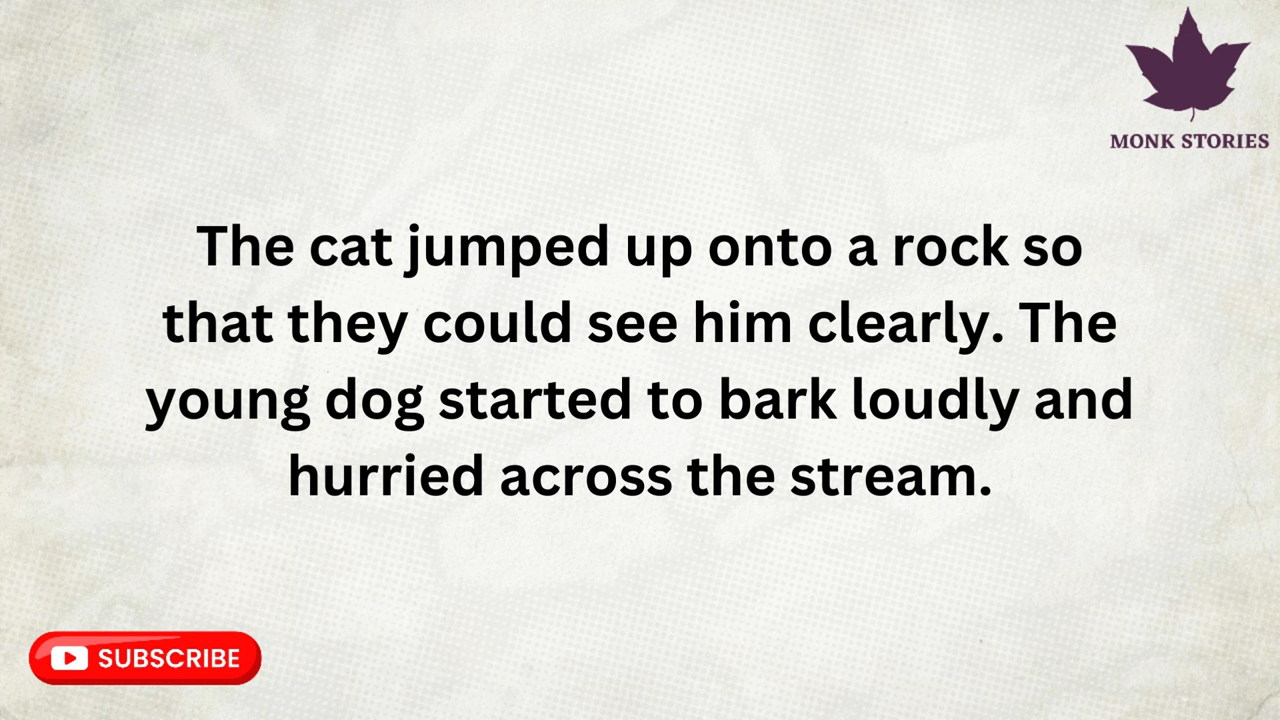 MONK STORIES
The cat jumped up onto a rock so
that they could see him clearly. The
young dog started to bark loudly and
hurried across the stream.
SUBSCRIBE